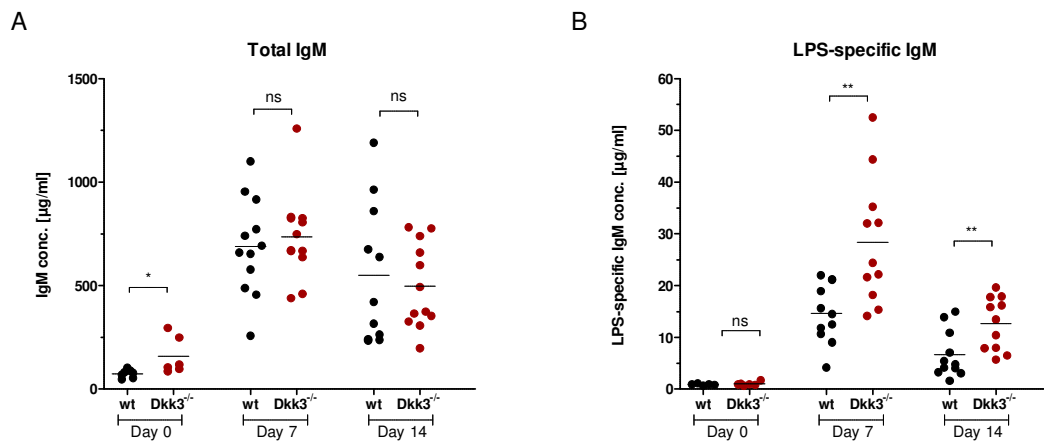 A
Total IgM
IgM conc. [µg/ml]
1500
1000
500
0
*
ns
ns
wt Dkk3-/- wt Dkk3-/- wt Dkk3-/-
Day 0 Day 7 Day 14
B
LPS-specific IgM
LPS-specific IgM conc. [µg/ml]
60
50
40
30
20
10
0
ns
**
**
wt Dkk3-/- wt Dkk3-/- wt Dkk3-/-
Day 0 Day 7 Day 14